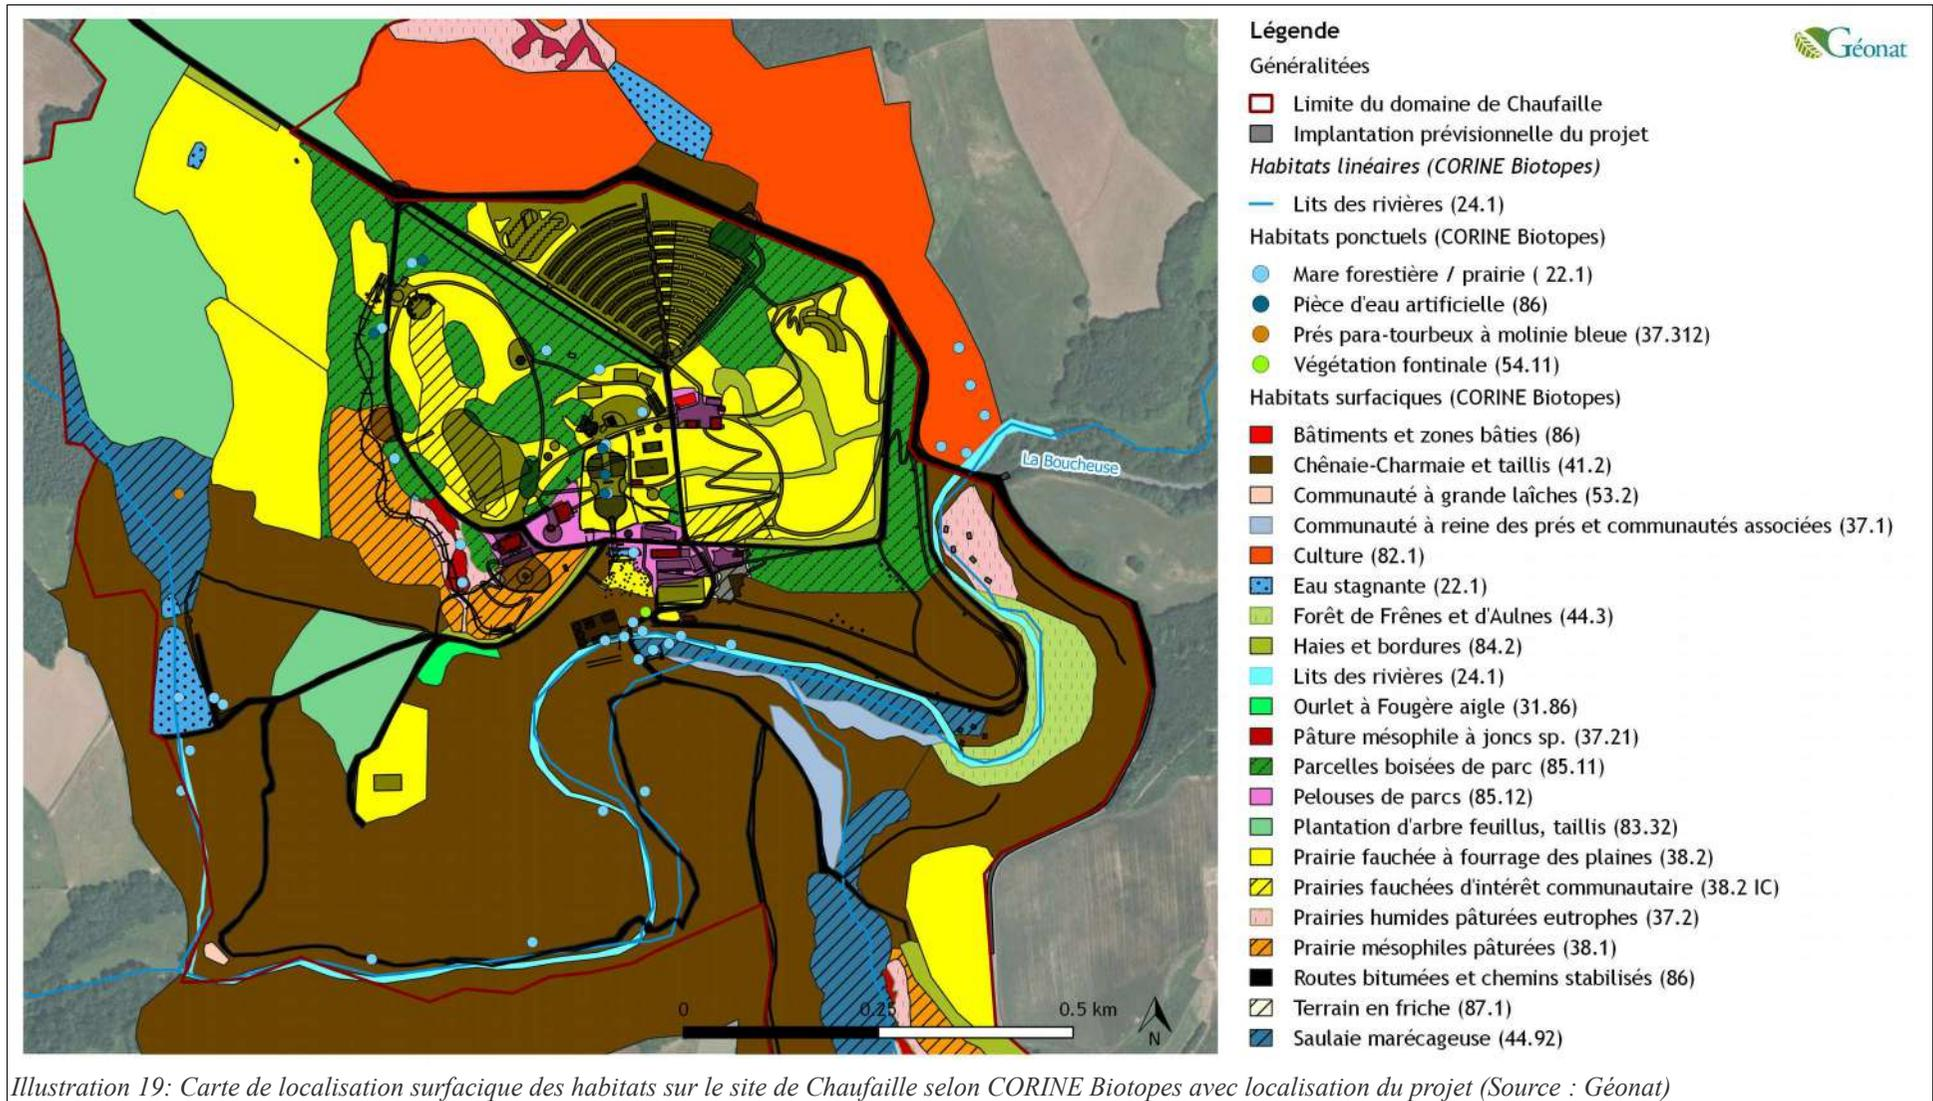 Légende
Géonat
Généralitées
Limite du domaine de Chaufaille
Implantation prévisionnelle du projet
Habitats linéaires (CORINE Biotopes)
Lits des rivières (24.1)
Habitats ponctuels (CORINE Biotopes)
Mare forestière / prairie ( 22.1)
Pièce d'eau artificielle (86)
Prés para-tourbeux à molinie bleue (37.312)
Végétation fontinale (54.11)
Habitats surfaciques (CORINE Biotopes)
Bâtiments et zones bâties (86)
Chênaie-Charmaie et taillis (41.2)
Communauté à grande laîches (53.2)
Communauté à reine des prés et communautés associées (37.1)
Culture (82.1)
Eau stagnante (22.1)
Forêt de Frênes et d'Aulnes (44.3)
Haies et bordures (84.2)
Lits des rivières (24.1)
Ourlet à Fougère aigle (31.86)
Pâture mésophile à joncs sp. (37.21)
Parcelles boisées de parc (85.11)
Pelouses de parcs (85.12)
Plantation d'arbre feuillus, taillis (83.32)
Prairie fauchée à fourrage des plaines (38.2)
Prairies fauchées d'intérêt communautaire (38.2 IC)
Prairies humides pâturées eutrophes (37.2)
Prairie mésophiles pâturées (38.1)
Routes bitumées et chemins stabilisés (86)
Terrain en friche (87.1)
Saulaie marécageuse (44.92)
La Boucheuse
0 0.25 0.5 km
N
Illustration 19: Carte de localisation surfacique des habitats sur le site de Chaufaille selon CORINE Biotopes avec localisation du projet (Source : Géonat)